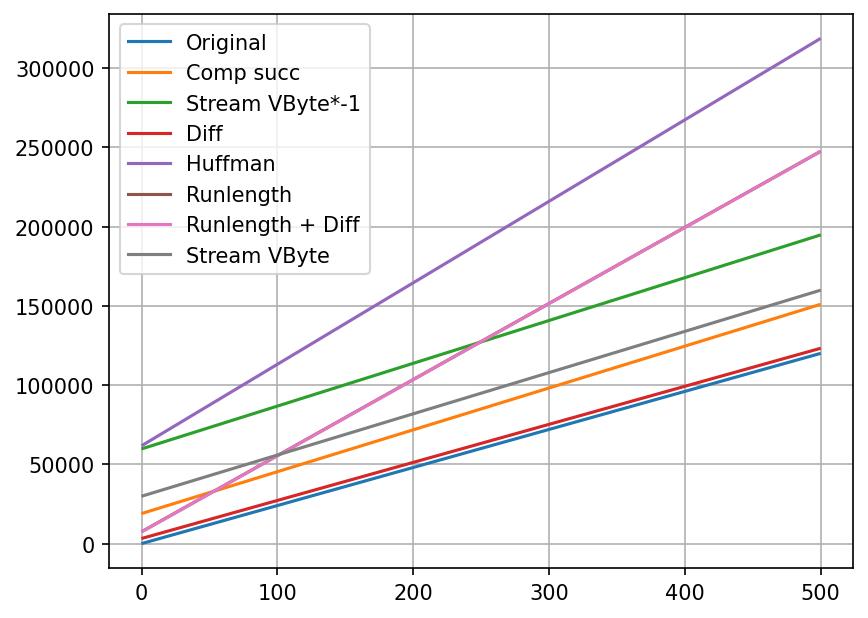 Original
Comp succ
Stream VByte*-1
Diff
Huffman
Runlength
Runlength + Diff
Stream VByte
300000
250000
200000
150000
100000
50000
0
0 100 200 300 400 500